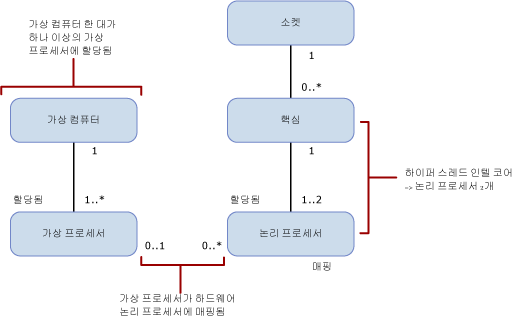 가상 컴퓨터 한 대가
하나 이상의 가상
프로세서에 할당됨
소켓
1
0..*
가상 컴퓨터
핵심
1
1
하이퍼 스레드 인텔 코어
-> 논리 프로세서 2개
할당됨
1..*
할당됨
1..2
가상 프로세서
논리 프로세서
0..1
0..*
매핑
가상 프로세서가 하드웨어
논리 프로세서에 매핑됨